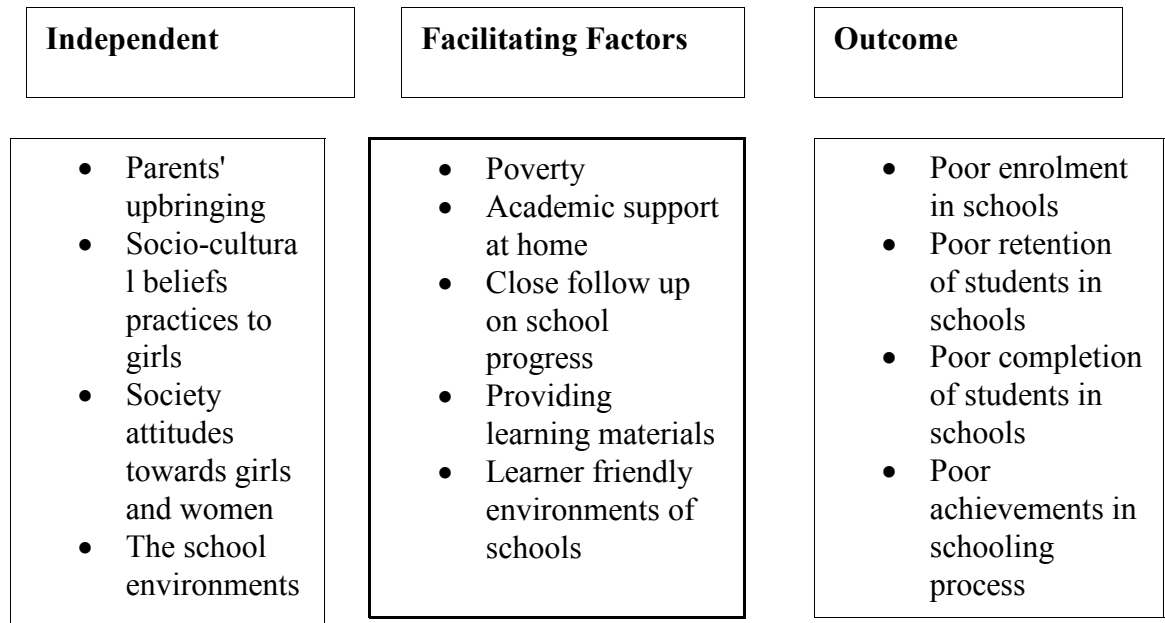 Independent
Facilitating Factors
Outcome
• Parents'
upbringing
• Socio-cultura
l beliefs
practices to
girls
• Society
attitudes
towards girls
and women
• The school
environments
• Poverty
• Academic support
at home
• Close follow up
on school
progress
• Providing
learning materials
• Learner friendly
environments of
schools
• Poor enrolment
in schools
• Poor retention
of students in
schools
• Poor completion
of students in
schools
• Poor
achievements in
schooling
process